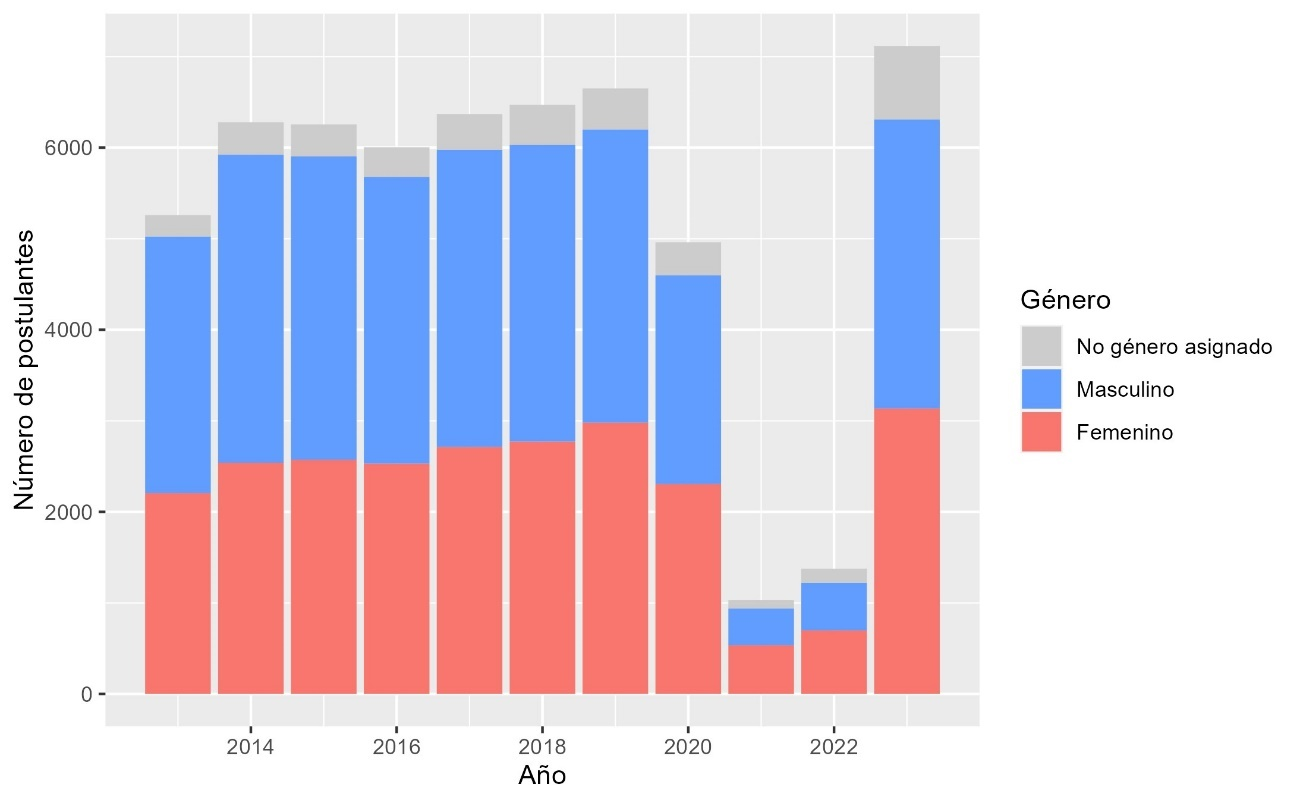 Número de postulantes
6000
4000
2000
0
2014 2016 2018 2020 2022
Año
Género
No género asignado
Masculino
Femenino